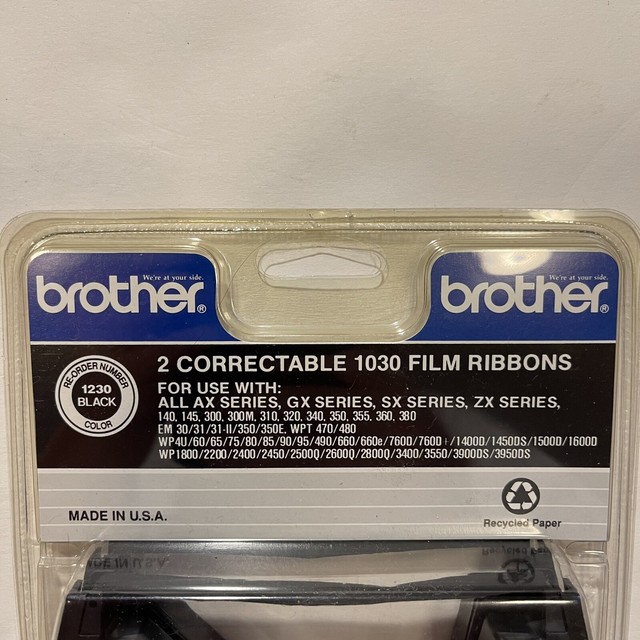 We're at your side.
brother®
We're at your side.
brother®
2 CORRECTABLE 1030 FILM RIBBONS
RE-ORDER NUMBER
1230
BLACK
COLOR
FOR USE WITH:
ALL AX SERIES, GX SERIES, SX SERIES, ZX SERIES,
140, 145, 300, 300M, 310, 320, 340, 350, 355, 360, 380
EM 30/31/31-II/350/350E. WPT 470/480
WP4U/60/65/75/80/85/90/95/490/660/660e/760D/760D+/1400D/1450DS/1500D/1600D
WP1800/2200/2400/2450/2500Q/2600Q/2800Q/3400/3550/3900DS/3950DS
MADE IN U.S.A.
Recycled Paper